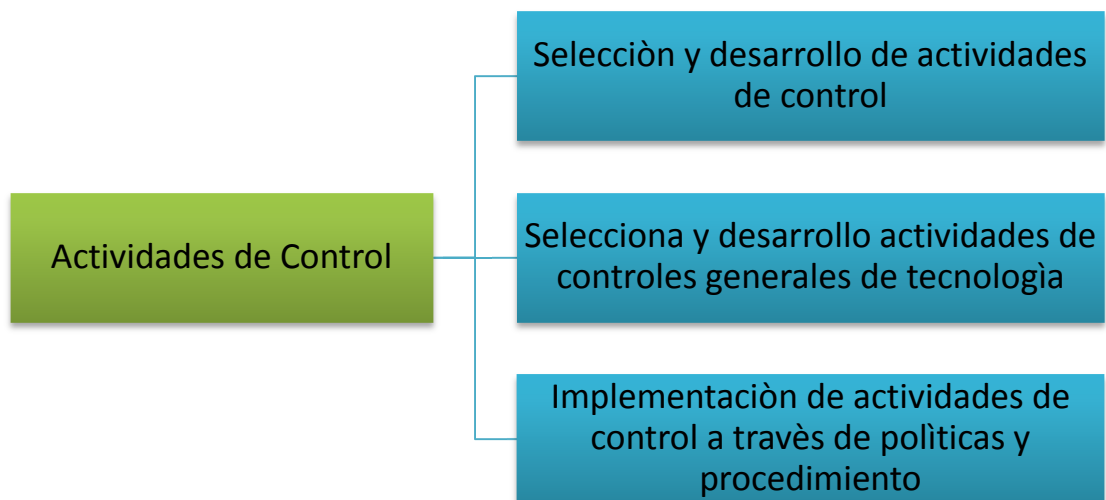 Selecciòn y desarrollo de actividades
de control
Actividades de Control
Selecciona y desarrollo actividades de
controles generales de tecnologìa
Implementaciòn de actividades de
control a travès de polìticas y
procedimiento